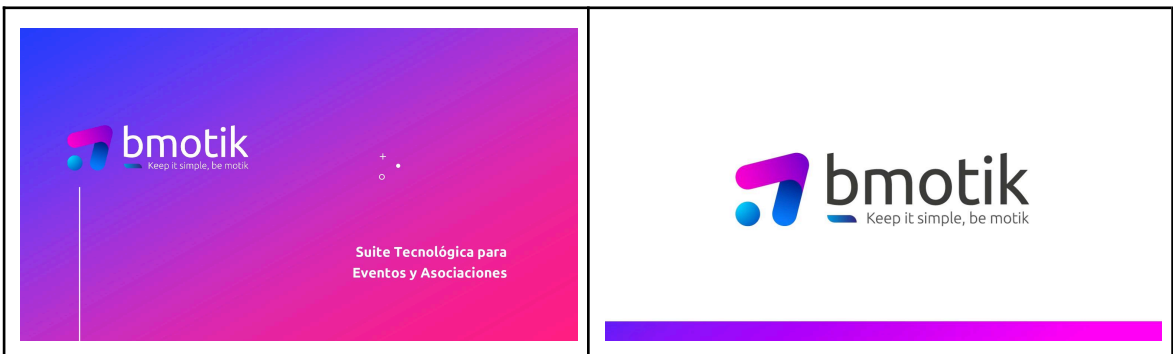 bmotik
Keep it simple, be motik
Suite Tecnológica para
Eventos y Asociaciones
bmotik
Keep it simple, be motik